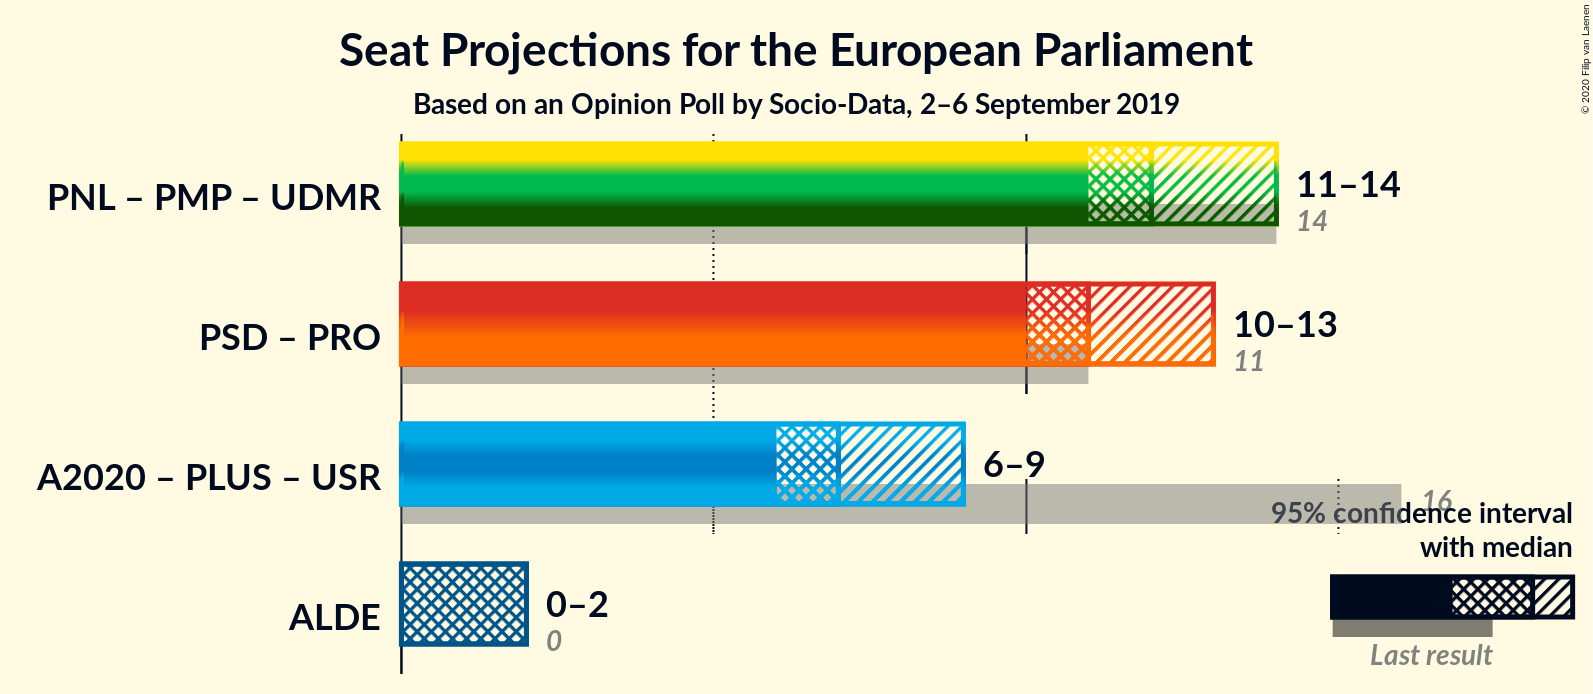 Seat Projections for the European Parliament
Based on an Opinion Poll by Socio-Data, 2–6 September 2019
© 2020 Filip van Laenen
PNL – PMP – UDMR
11–14
14
PSD – PRO
10–13
11
A2020 – PLUS – USR
6–9
16
ALDE
0–2
0
95% confidence interval
with median
Last result